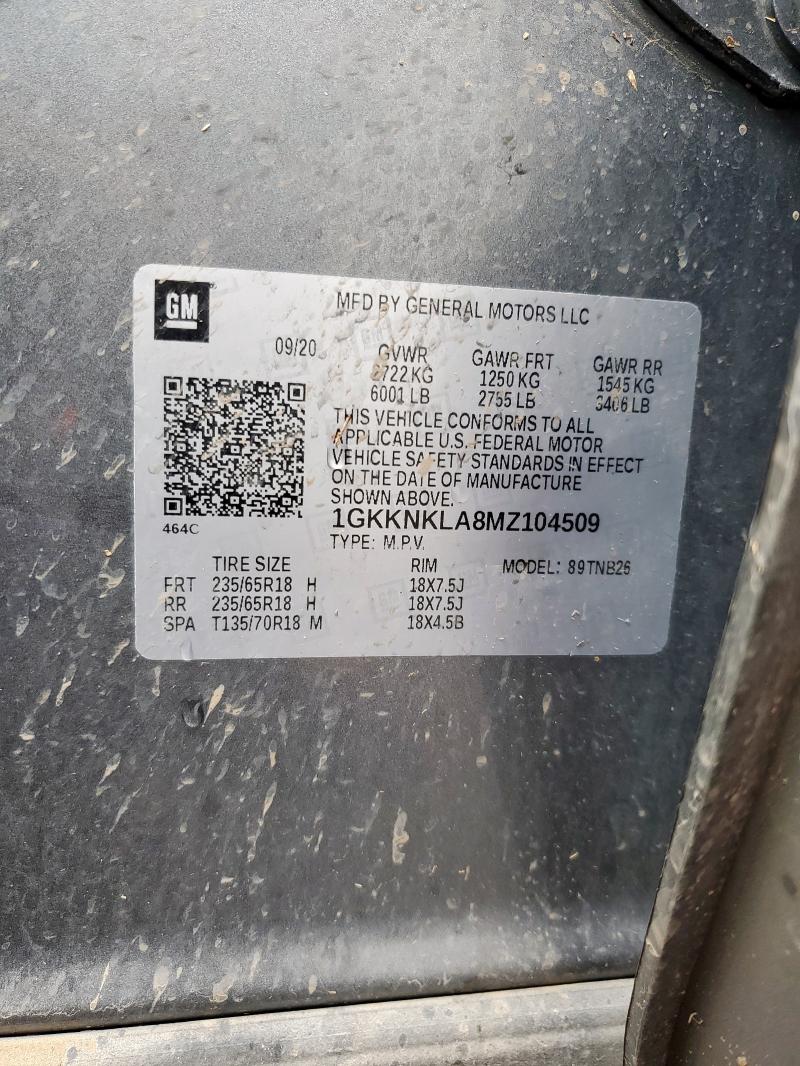 GM
MFD BY GENERAL MOTORS LLC
09/20 GVWR GAWR FRT GAWR RR
2722 KG 1250 KG 1545 KG
6001 LB 2755 LB 3406 LB
THIS VEHICLE CONFORMS TO ALL
APPLICABLE U.S. FEDERAL MOTOR
VEHICLE SAFETY STANDARDS IN EFFECT
ON THE DATE OF MANUFACTURE
SHOWN ABOVE.
464C
1GKKNKLA8MZ104509
TYPE: M.P.V.
TIRE SIZE RIM MODEL: 89TNB26
FRT 235/65R18 H 18X7.5J
RR 235/65R18 H 18X7.5J
SPA T135/70R18 M 18X4.5B